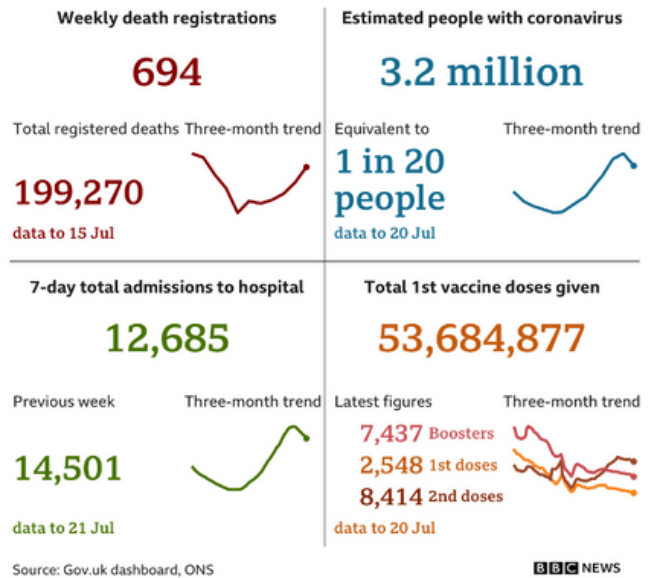 Weekly death registrations
694
Total registered deaths
Three-month trend
199,270
data to 15 Jul
Estimated people with coronavirus
3.2 million
Equivalent to
Three-month trend
1 in 20
people
data to 20 Jul
7-day total admissions to hospital
12,685
Previous week
Three-month trend
14,501
data to 21 Jul
Total 1st vaccine doses given
53,684,877
Latest figures
Three-month trend
7,437 Boosters
2,548 1st doses
8,414 2nd doses
data to 20 Jul
Source: Gov.uk dashboard, ONS
BBC NEWS